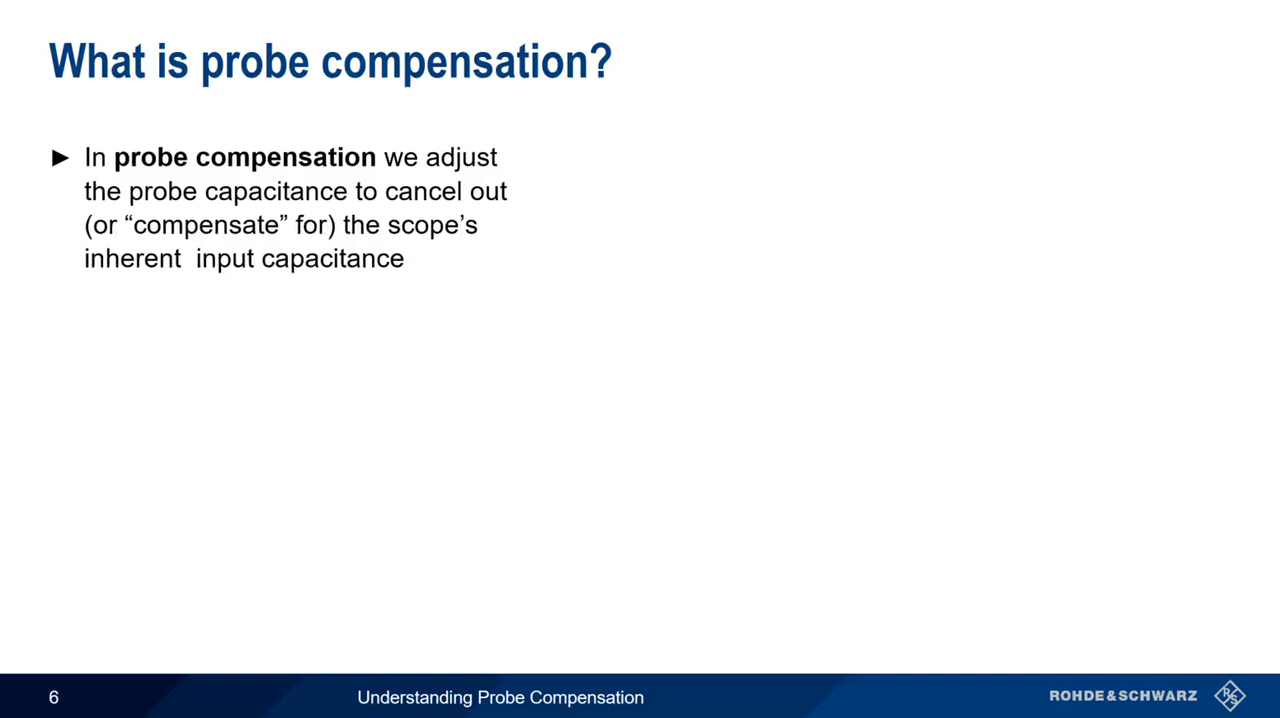 What is probe compensation?
► In probe compensation we adjust
the probe capacitance to cancel out
(or “compensate” for) the scope’s
inherent  input capacitance
6
Understanding Probe Compensation
ROHDE&SCHWARZ
R&S